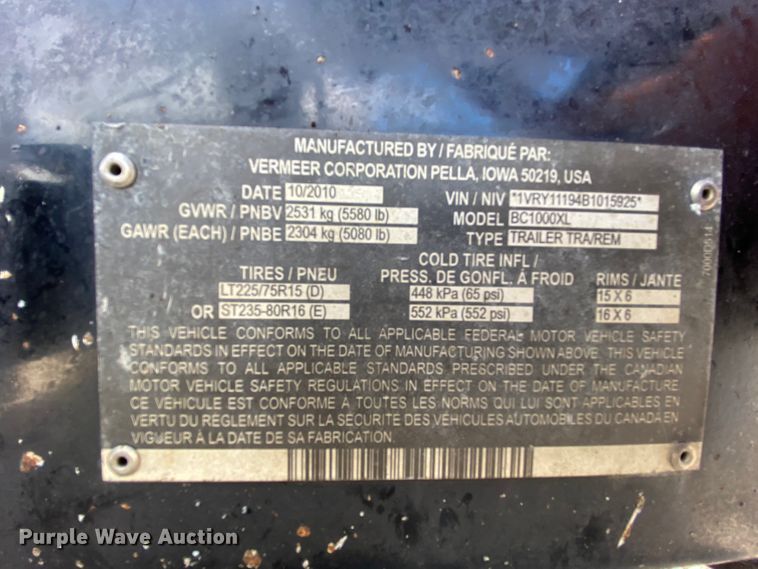 MANUFACTURED BY / FABRIQUÉ PAR:
VERMEER CORPORATION PELLA, IOWA 50219, USA
DATE 10/2010 VIN / NIV *1VRY11194B1015925*
GVWR / PNBV 2531 kg (5580 lb) MODEL BC1000XL
GAWR (EACH) / PNBE 2304 kg (5080 lb) TYPE TRAILER TRA/REM
COLD TIRE INFL /
TIRES / PNEU PRESS. DE GONFL. À FROID RIMS / JANTE
LT225/75R15 (D) 448 kPa (65 psi) 15 X 6
OR ST235-80R16 (E) 552 kPa (552 psi) 16 X 6
THIS VEHICLE CONFORMS TO ALL APPLICABLE FEDERAL MOTOR VEHICLE SAFETY
STANDARDS IN EFFECT ON THE DATE OF MANUFACTURING SHOWN ABOVE. THIS VEHICLE
CONFORMS TO ALL APPLICABLE STANDARDS PRESCRIBED UNDER THE CANADIAN
MOTOR VEHICLE SAFETY REGULATIONS IN EFFECT ON THE DATE OF MANUFACTURE.
CE VÉHICULE EST CONFORME À TOUTES LES NORMS QUI LUI SONT APPLICABLES EN
VERTU DU REGLEMENT SUR LA SÉCURITÉ DES VÉHICULES AUTOMOBILES DU CANADA EN
VIGUEUR À LA DATE DE SA FABRICATION.
Purple Wave Auction